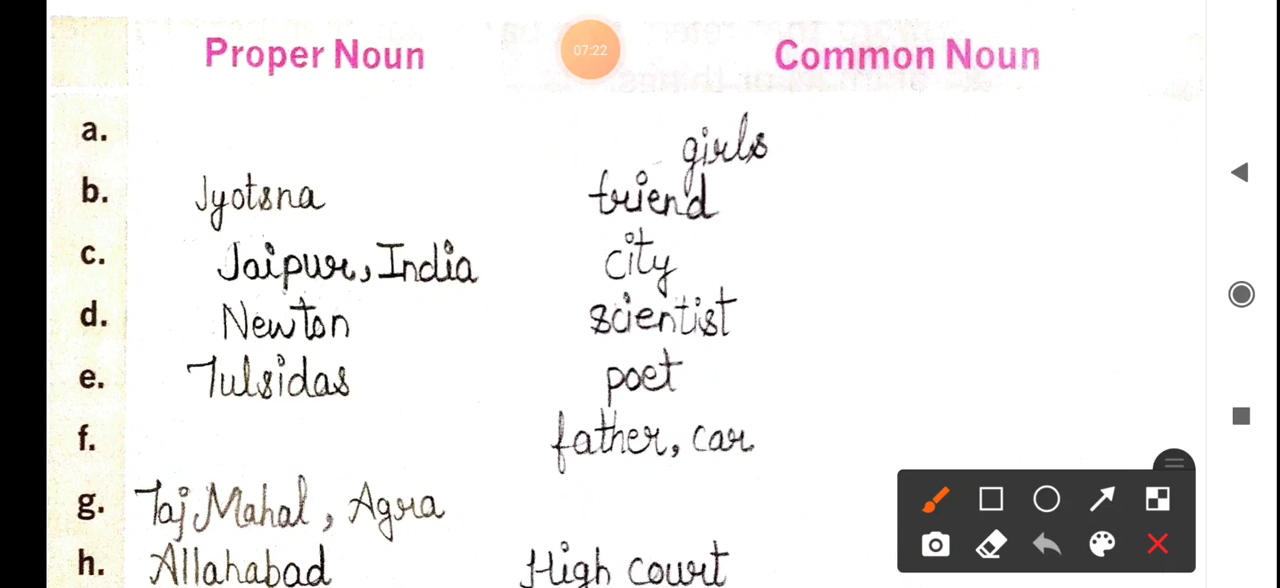 Proper Noun 07:22 Common Noun
a. girls
b. Jyotsna friend
c. Jaipur, India city
d. Newton scientist
e. Tulsidas poet
f. father, car
g. Taj Mahal, Agra
h. Allahabad High court